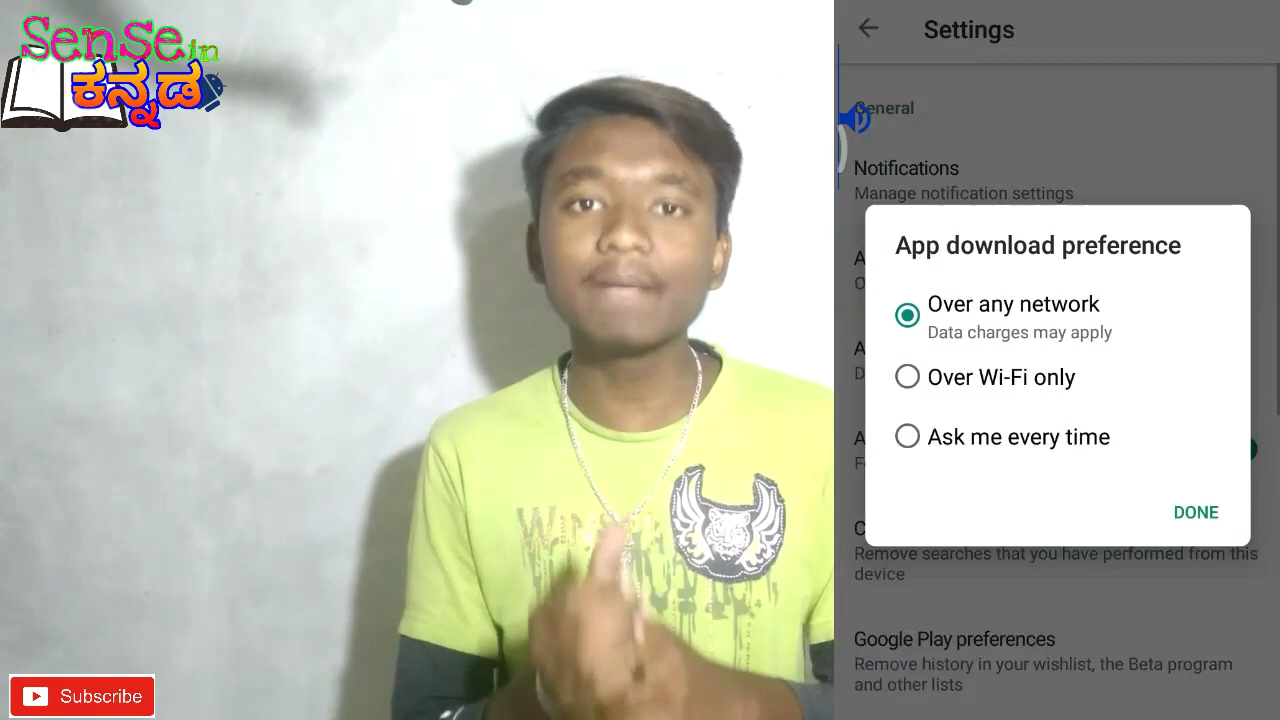 Sense in
ಕನ್ನಡ
Subscribe
Settings
General
Notifications
Manage notification settings
App download preference
Over any network
Data charges may apply
Over Wi-Fi only
Ask me every time
DONE
Remove searches that you have performed from this
device
Google Play preferences
Remove history in your wishlist, the Beta program
and other lists